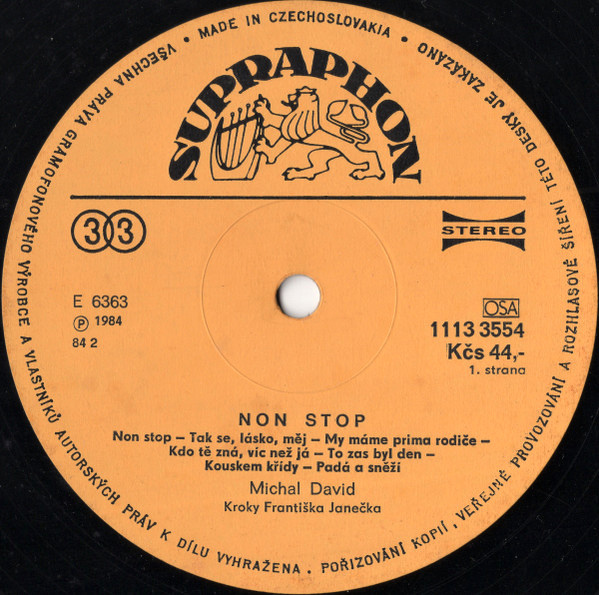 MADE IN CZECHOSLOVAKIA
VŠECHNA PRÁVA GRAMOFONOVÉHO VÝROBCE A VLASTNÍKŮ AUTORSKÝCH PRÁV K DÍLU VYHRAŽENA. POŘIZOVÁNÍ KOPIÍ, VEŘEJNÉ PROVOZOVÁNÍ A ROZHLASOVÉ ŠÍŘENÍ TÉTO DESKY JE ZAKÁZÁNO
SUPRAPHON
33
STEREO
E 6363
Ⓟ 1984
84 2
OSA
1113 3554
Kčs 44,-
1. strana
NON STOP
Non stop – Tak se, lásko, měj – My máme prima rodiče –
Kdo tě zná, víc než já – To zas byl den –
Kouskem křídy – Padá a sněží
Michal David
Kroky Františka Janečka